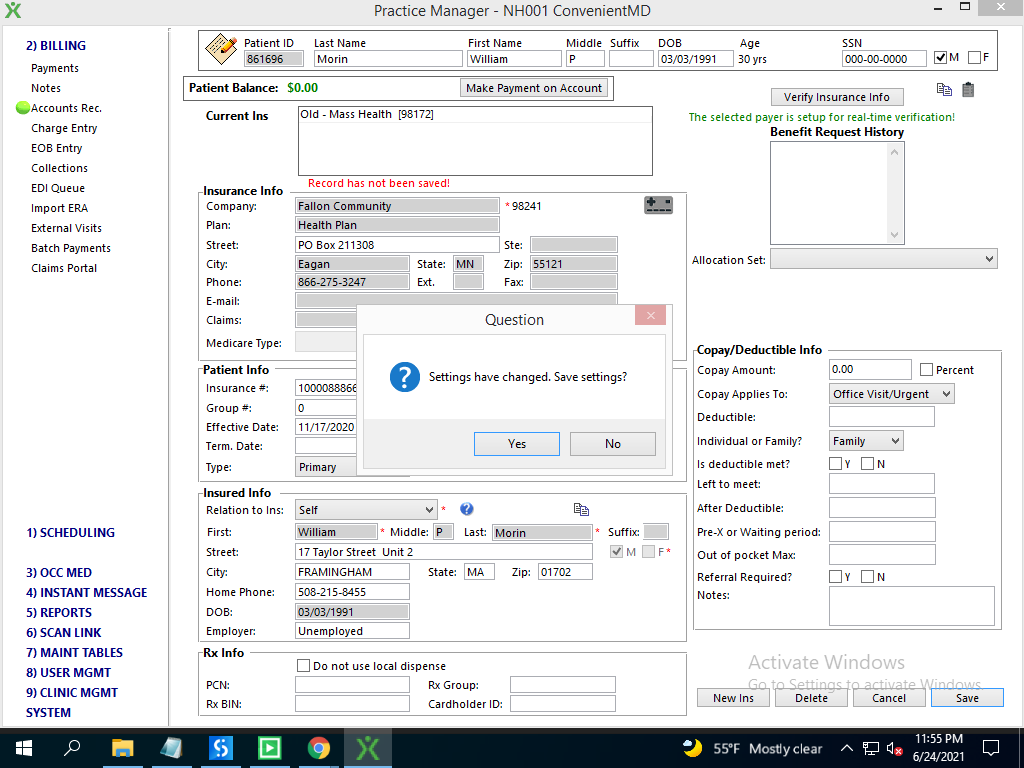 Practice Manager - NH001 ConvenientMD
2) BILLING
Payments
Notes
Accounts Rec.
Charge Entry
EOB Entry
Collections
EDI Queue
Import ERA
External Visits
Batch Payments
Claims Portal
1) SCHEDULING
3) OCC MED
4) INSTANT MESSAGE
5) REPORTS
6) SCAN LINK
7) MAINT TABLES
8) USER MGMT
9) CLINIC MGMT
SYSTEM
Patient ID Last Name First Name Middle Suffix DOB Age SSN
861696 Morin William P 03/03/1991 30 yrs 000-00-0000 M F
Patient Balance: $0.00 Make Payment on Account
Current Ins Old - Mass Health [98172]
Record has not been saved!
Verify Insurance Info
The selected payer is setup for real-time verification!
Benefit Request History
Allocation Set:
Insurance Info
Company: Fallon Community * 98241
Plan: Health Plan
Street: PO Box 211308 Ste:
City: Eagan State: MN Zip: 55121
Phone: 866-275-3247 Ext. Fax:
E-mail:
Claims:
Medicare Type:
Question
Settings have changed. Save settings?
Yes No
Patient Info
Insurance #: 1000088866
Group #: 0
Effective Date: 11/17/2020
Term. Date:
Type: Primary
Insured Info
Relation to Ins: Self *
First: William * Middle: P Last: Morin * Suffix:
Street: 17 Taylor Street Unit 2 M F *
City: FRAMINGHAM State: MA Zip: 01702
Home Phone: 508-215-8455
DOB: 03/03/1991
Employer: Unemployed
Rx Info
Do not use local dispense
PCN: Rx Group:
Rx BIN: Cardholder ID:
Copay/Deductible Info
Copay Amount: 0.00 Percent
Copay Applies To: Office Visit/Urgent
Deductible:
Individual or Family? Family
Is deductible met? Y N
Left to meet:
After Deductible:
Pre-X or Waiting period:
Out of pocket Max:
Referral Required? Y N
Notes:
Activate Windows
Go to Settings to activate Windows.
New Ins Delete Cancel Save
55°F Mostly clear
11:55 PM
6/24/2021